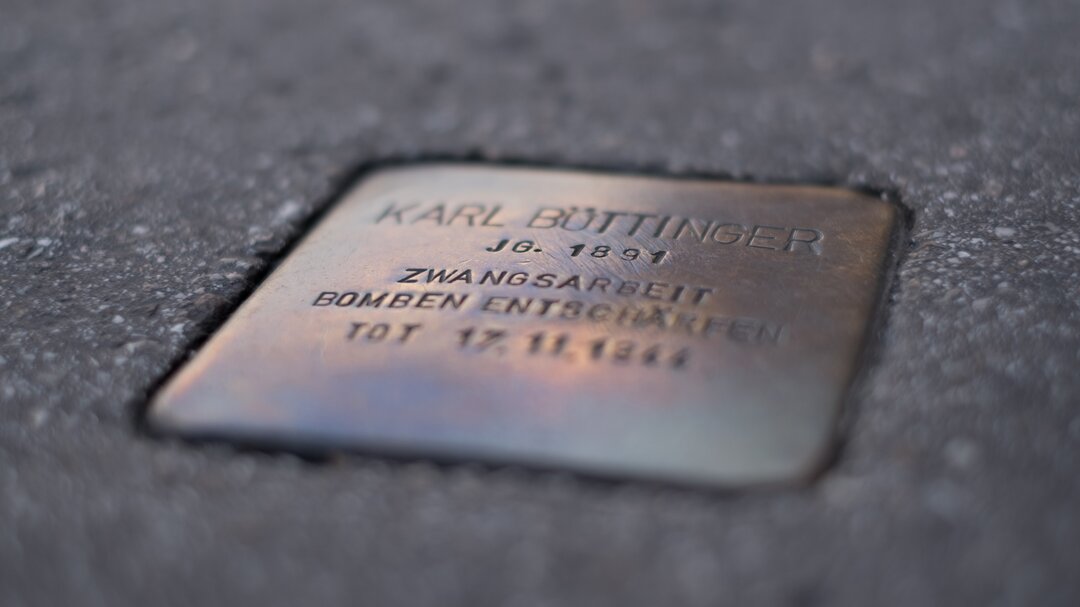 KARL BÜTTINGER
JG. 1891
ZWANGSARBEIT
BOMBEN ENTSCHÄRFEN
TOT 17.11.1944